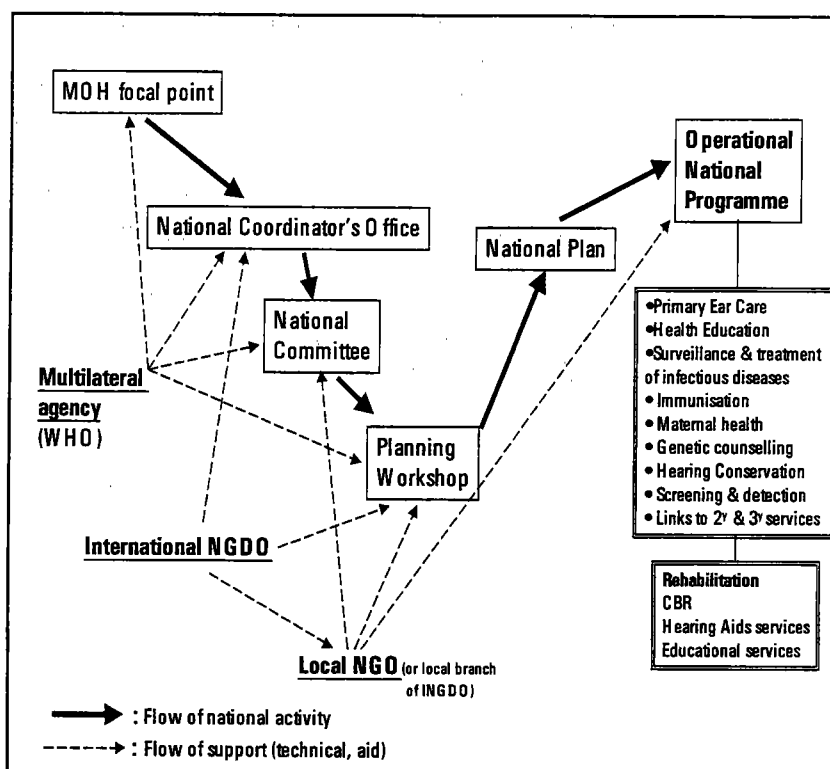 MOH focal point
National Coordinator's Office
National
Committee
Planning
Workshop
National Plan
Operational
National
Programme
•Primary Ear Care
•Health Education
•Surveillance & treatment
of infectious diseases
•Immunisation
•Maternal health
•Genetic counselling
•Hearing Conservation
•Screening & detection
•Links to 2ʸ & 3ʸ services
Rehabilitation
CBR
Hearing Aids services
Educational services
Multilateral
agency
(WHO)
International NGDO
Local NGO (or local branch
of INGDO)
: Flow of national activity
: Flow of support (technical, aid)